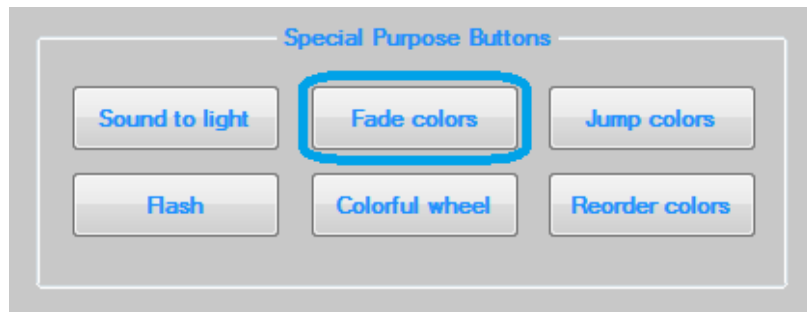 Special Purpose Buttons
Sound to light
Fade colors
Jump colors
Flash
Colorful wheel
Reorder colors